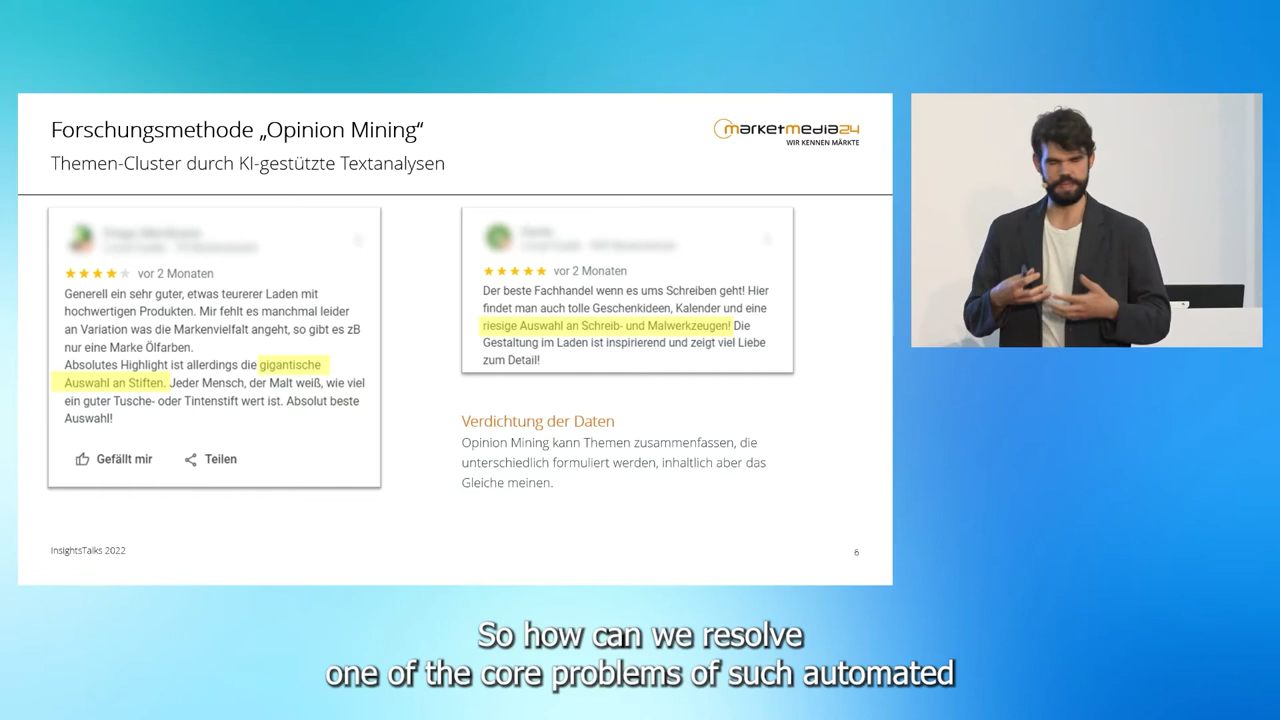 Forschungsmethode „Opinion Mining“
Themen-Cluster durch KI-gestützte Textanalysen
marketmedia24
WIR KENNEN MÄRKTE
vor 2 Monaten
Generell ein sehr guter, etwas teurerer Laden mit
hochwertigen Produkten. Mir fehlt es manchmal leider
an Variation was die Markenvielfalt angeht, so gibt es zB
nur eine Marke Ölfarben.
Absolutes Highlight ist allerdings die gigantische
Auswahl an Stiften. Jeder Mensch, der Malt weiß, wie viel
ein guter Tusche- oder Tintenstift wert ist. Absolut beste
Auswahl!
Gefällt mir
Teilen
vor 2 Monaten
Der beste Fachhandel wenn es ums Schreiben geht! Hier
findet man auch tolle Geschenkideen, Kalender und eine
riesige Auswahl an Schreib- und Malwerkzeugen! Die
Gestaltung im Laden ist inspirierend und zeigt viel Liebe
zum Detail!
Verdichtung der Daten
Opinion Mining kann Themen zusammenfassen, die
unterschiedlich formuliert werden, inhaltlich aber das
Gleiche meinen.
InsightsTalks 2022
6
So how can we resolve
one of the core problems of such automated